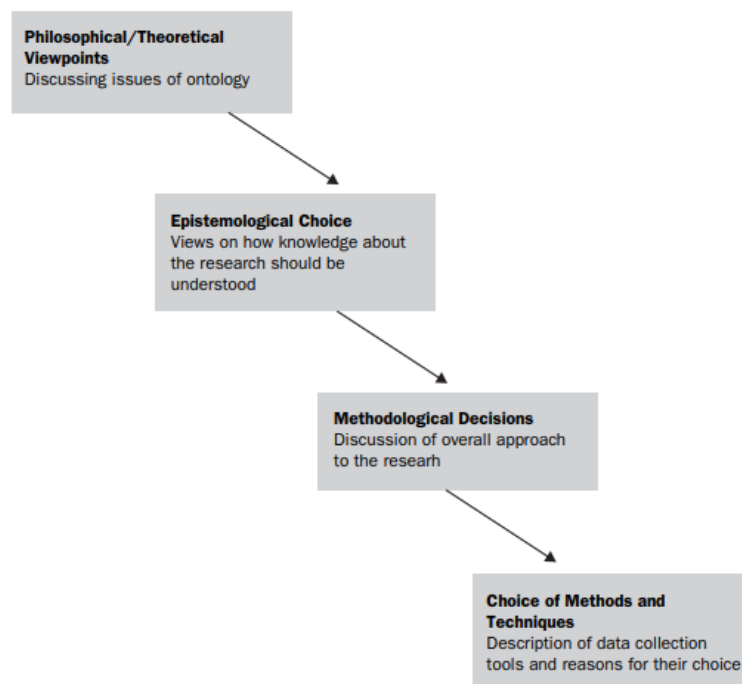 Philosophical/Theoretical
Viewpoints
Discussing issues of ontology
Epistemological Choice
Views on how knowledge about
the research should be
understood
Methodological Decisions
Discussion of overall approach
to the researh
Choice of Methods and
Techniques
Description of data collection
tools and reasons for their choice